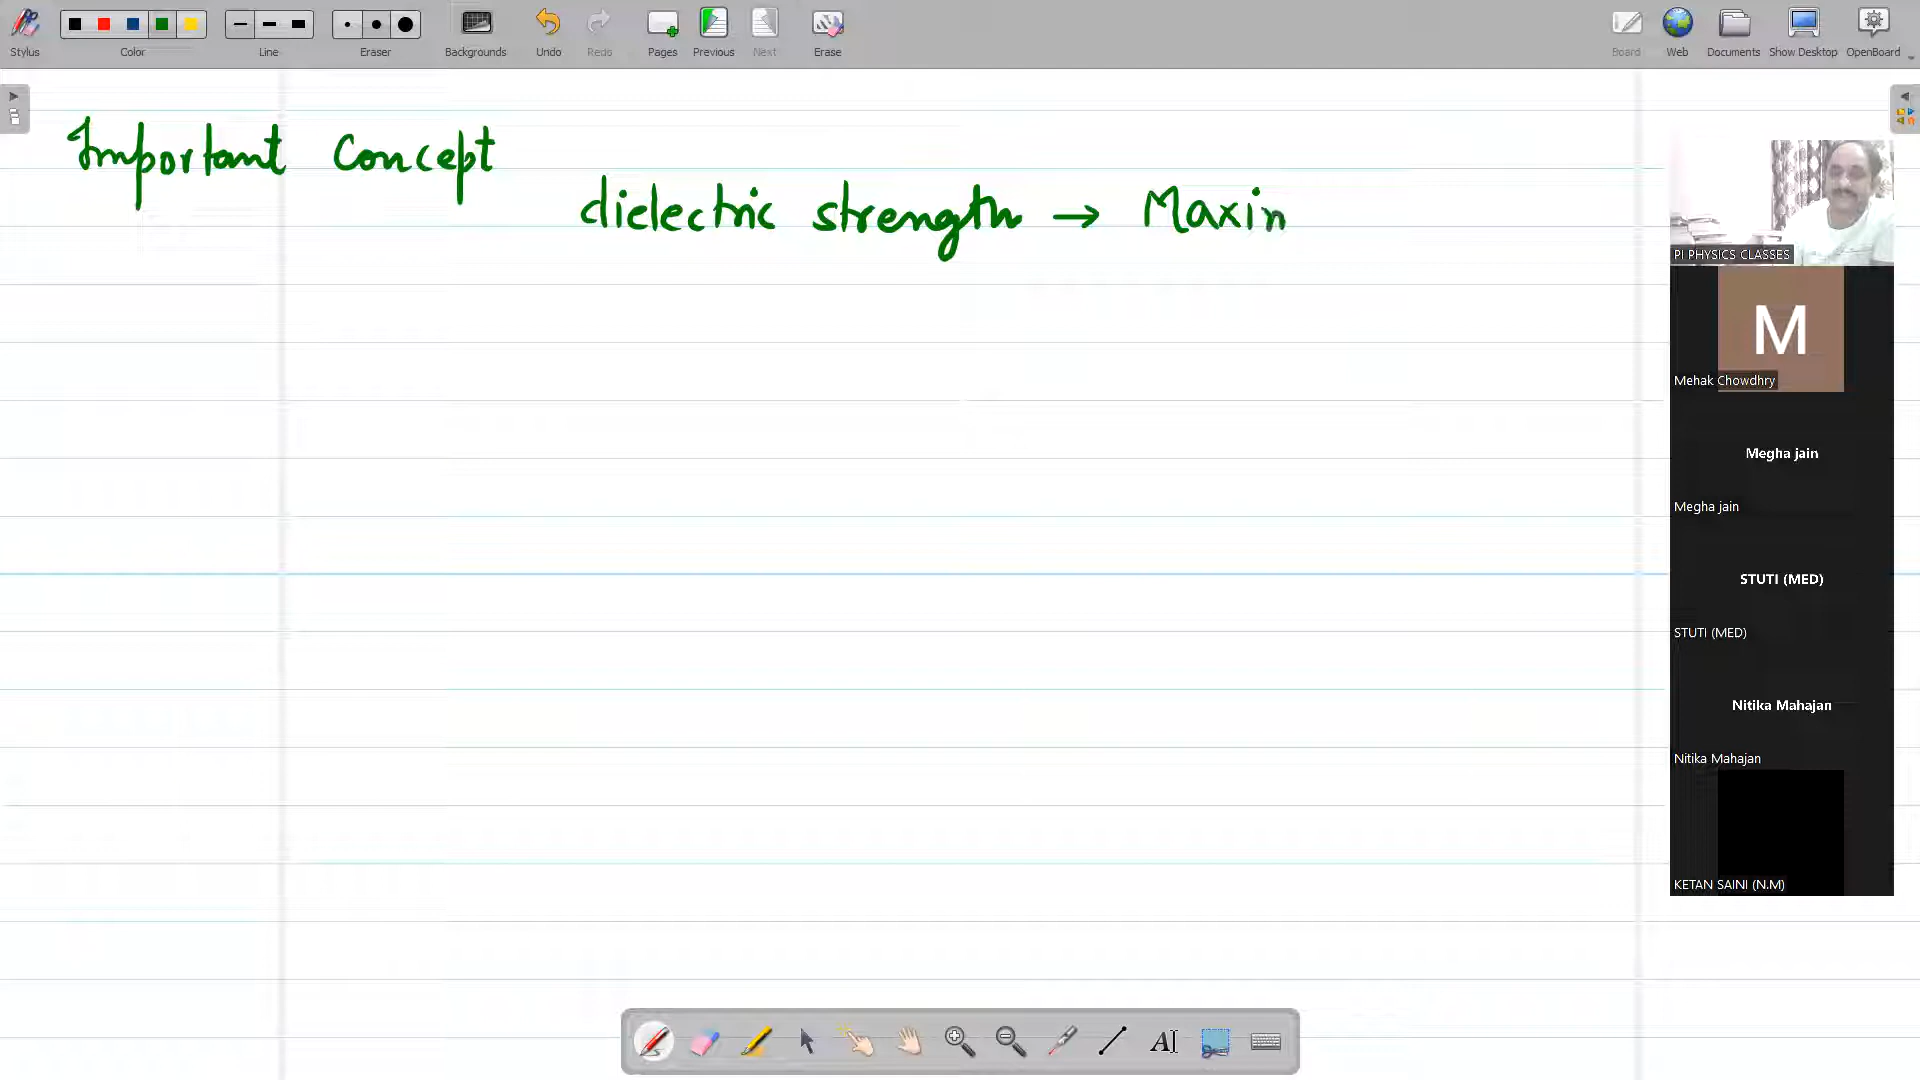 Stylus
Color
Line
Eraser
Backgrounds
Undo
Redo
Pages
Previous
Next
Erase
Board
Web
Documents
Show Desktop
OpenBoard
Important Concept
dielectric strength → Maxin
PI PHYSICS CLASSES
M
Mehak Chowdhry
Megha jain
Megha jain
STUTI (MED)
STUTI (MED)
Nitika Mahajan
Nitika Mahajan
KETAN SAINI (N.M)
AI